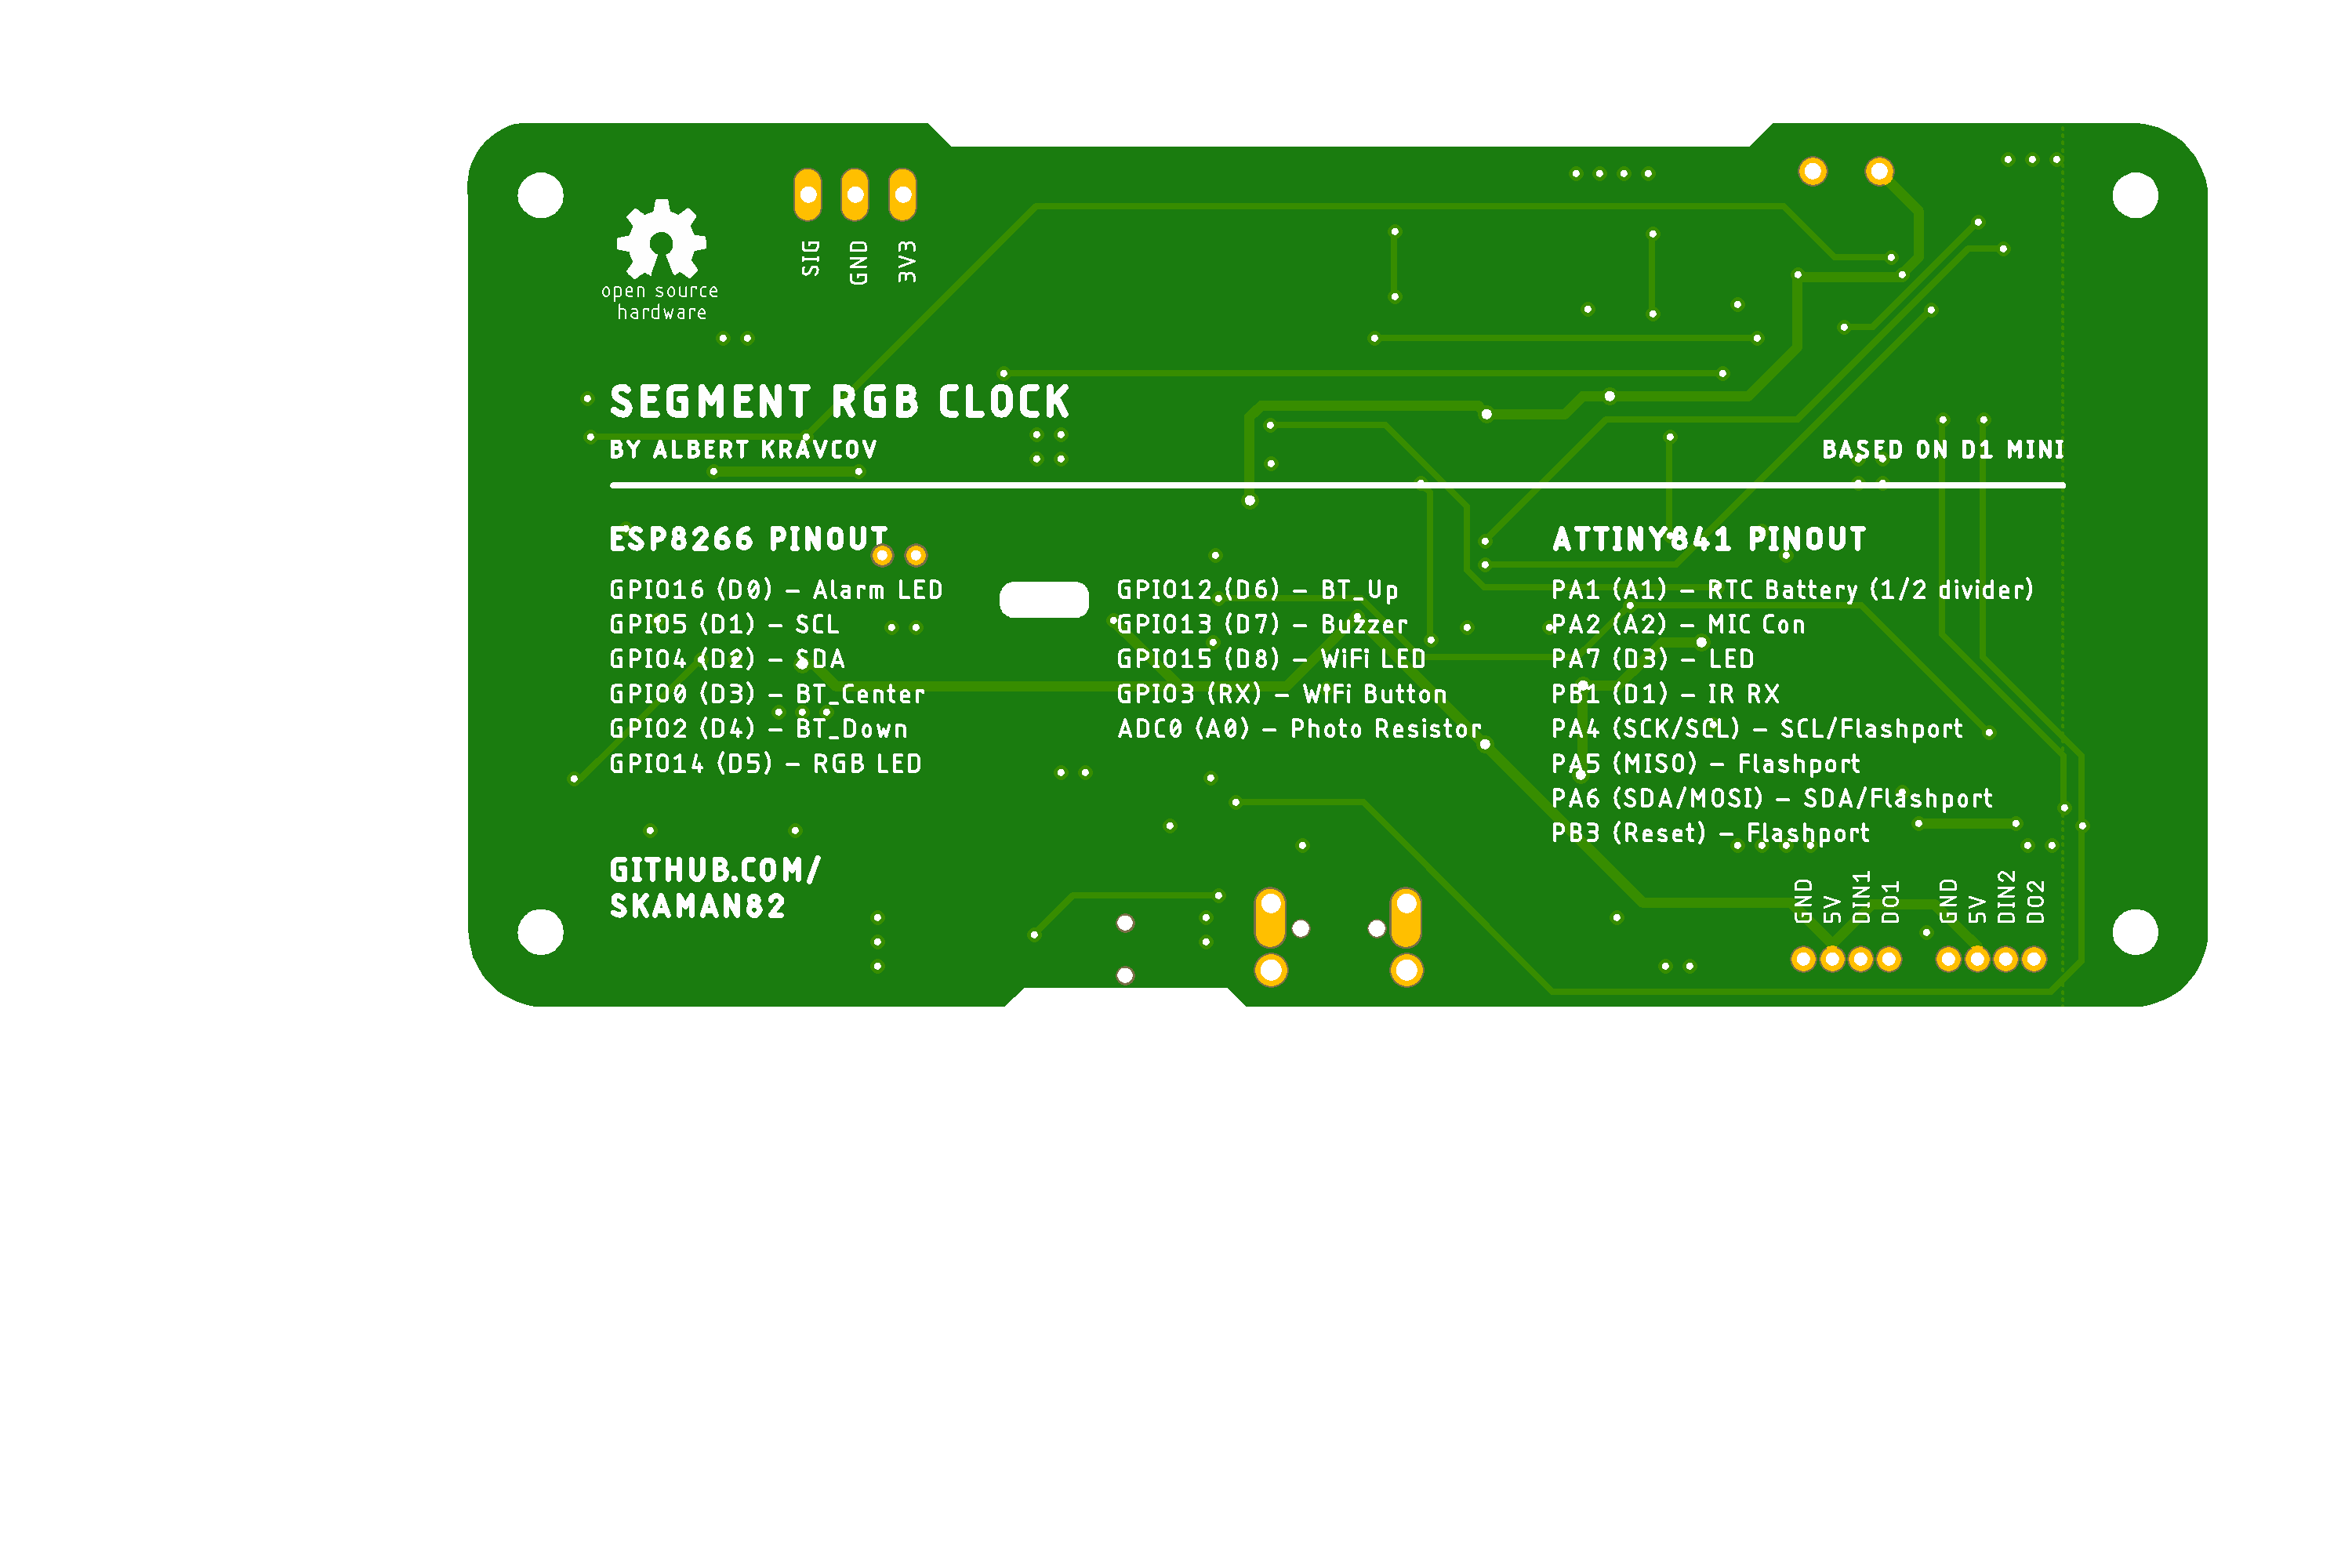 SIG
GND
3V3
open source
hardware
SEGMENT RGB CLOCK
BY ALBERT KRAVCOV
BASED ON D1 MINI
ESP8266 PINOUT
GPIO16 (D0) – Alarm LED
GPIO5 (D1) – SCL
GPIO4 (D2) – SDA
GPIO0 (D3) – BT_Center
GPIO2 (D4) – BT_Down
GPIO14 (D5) – RGB LED
GPIO12 (D6) – BT_Up
GPIO13 (D7) – Buzzer
GPIO15 (D8) – WiFi LED
GPIO3 (RX) – WiFi Button
ADC0 (A0) – Photo Resistor
ATTINY841 PINOUT
PA1 (A1) – RTC Battery (1/2 divider)
PA2 (A2) – MIC Con
PA7 (D3) – LED
PB1 (D1) – IR RX
PA4 (SCK/SCL) – SCL/Flashport
PA5 (MISO) – Flashport
PA6 (SDA/MOSI) – SDA/Flashport
PB3 (Reset) – Flashport
GITHUB.COM/
SKAMAN82
GND
5V
DIN1
DO1
GND
5V
DIN2
DO2